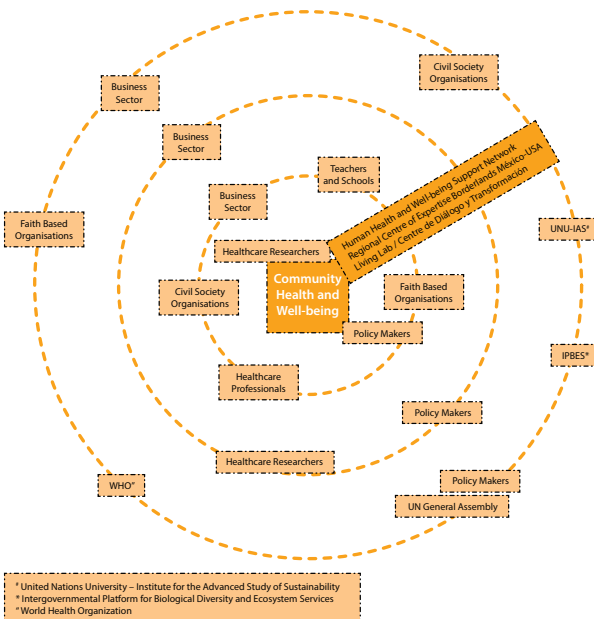 Civil Society
Organisations
Business
Sector
Business
Sector
Teachers
and Schools
Human Health and Well-being Support Network
Regional Centre of Expertise Borderlands México-USA
Living Lab / Centre de Diálogo y Transformación
Business
Sector
Faith Based
Organisations
UNU-IAS#
Healthcare Researchers
Community
Health and
Well-being
Civil Society
Organisations
Faith Based
Organisations
Policy Makers
IPBES*
Healthcare
Professionals
Policy Makers
Healthcare Researchers
WHO"
Policy Makers
UN General Assembly
# United Nations University – Institute for the Advanced Study of Sustainability
* Intergovernmental Platform for Biological Diversity and Ecosystem Services
" World Health Organization